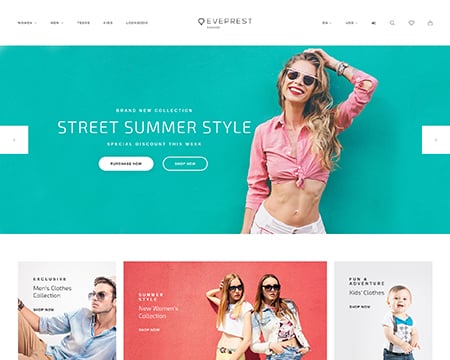 WOMEN MEN TEENS KIDS LOOKBOOK
EVEPREST
EN USD
BRAND NEW COLLECTION
STREET SUMMER STYLE
SPECIAL DISCOUNT THIS WEEK
PURCHASE NOW SHOP NOW
EXCLUSIVE
Men's Clothes
Collection
SHOP NOW
SUMMER
STYLE
New Women's
Collection
SHOP NOW
FUN &
ADVENTURE
Kids' Clothes
SHOP NOW